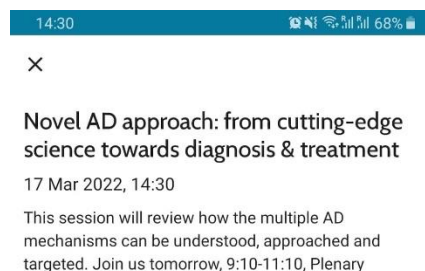 14:30 68%
Novel AD approach: from cutting-edge
science towards diagnosis & treatment
17 Mar 2022, 14:30
This session will review how the multiple AD
mechanisms can be understood, approached and
targeted. Join us tomorrow, 9:10-11:10, Plenary